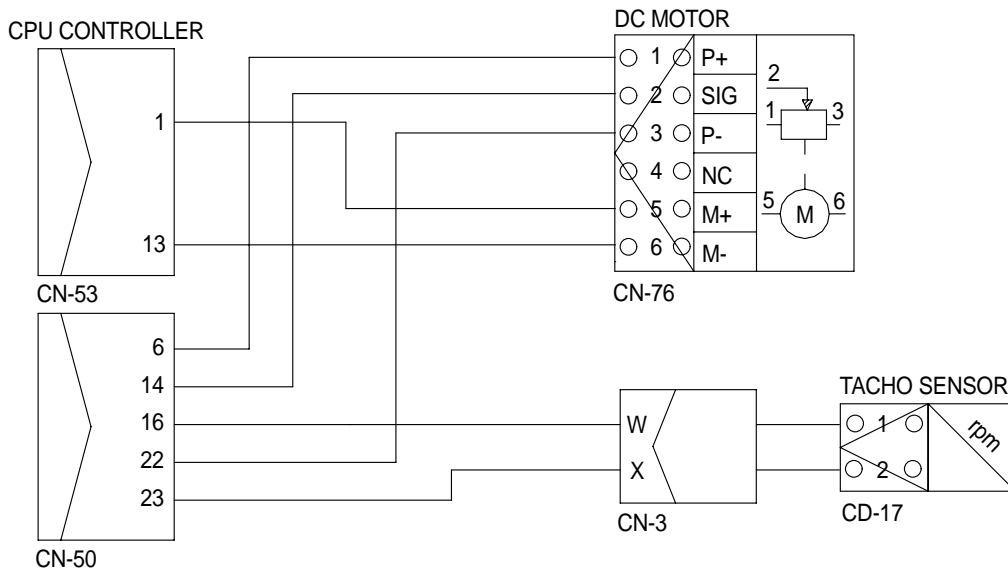 CPU CONTROLLER
1
13
CN-53
6
14
16
22
23
CN-50
DC MOTOR
1 P+
2 SIG
3 P-
4 NC
5 M+
6 M-
2
1 3
5 M 6
CN-76
W
X
CN-3
TACHO SENSOR
1
2
rpm
CD-17